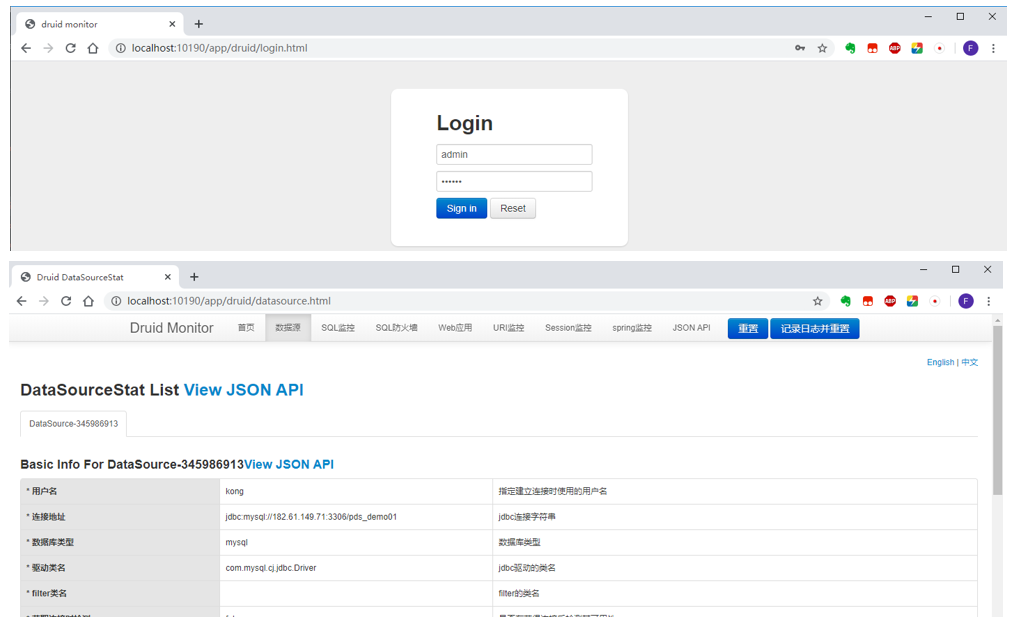 druid monitor
localhost:10190/app/druid/login.html
ABP
F
Login
admin
••••••
Sign in Reset
Druid DataSourceStat
localhost:10190/app/druid/datasource.html
ABP
F
Druid Monitor 首页 数据源 SQL监控 SQL防火墙 Web应用 URI监控 Session监控 spring监控 JSON API 重置 记录日志并重置
English | 中文
DataSourceStat List View JSON API
DataSource-345986913
Basic Info For DataSource-345986913View JSON API
* 用户名 kong 指定建立连接时使用的用户名
* 连接地址 jdbc:mysql://182.61.149.71:3306/pds_demo01 jdbc连接字符串
* 数据库类型 mysql 数据库类型
* 驱动类名 com.mysql.cj.jdbc.Driver jdbc驱动的类名
* filter类名 filter的类名